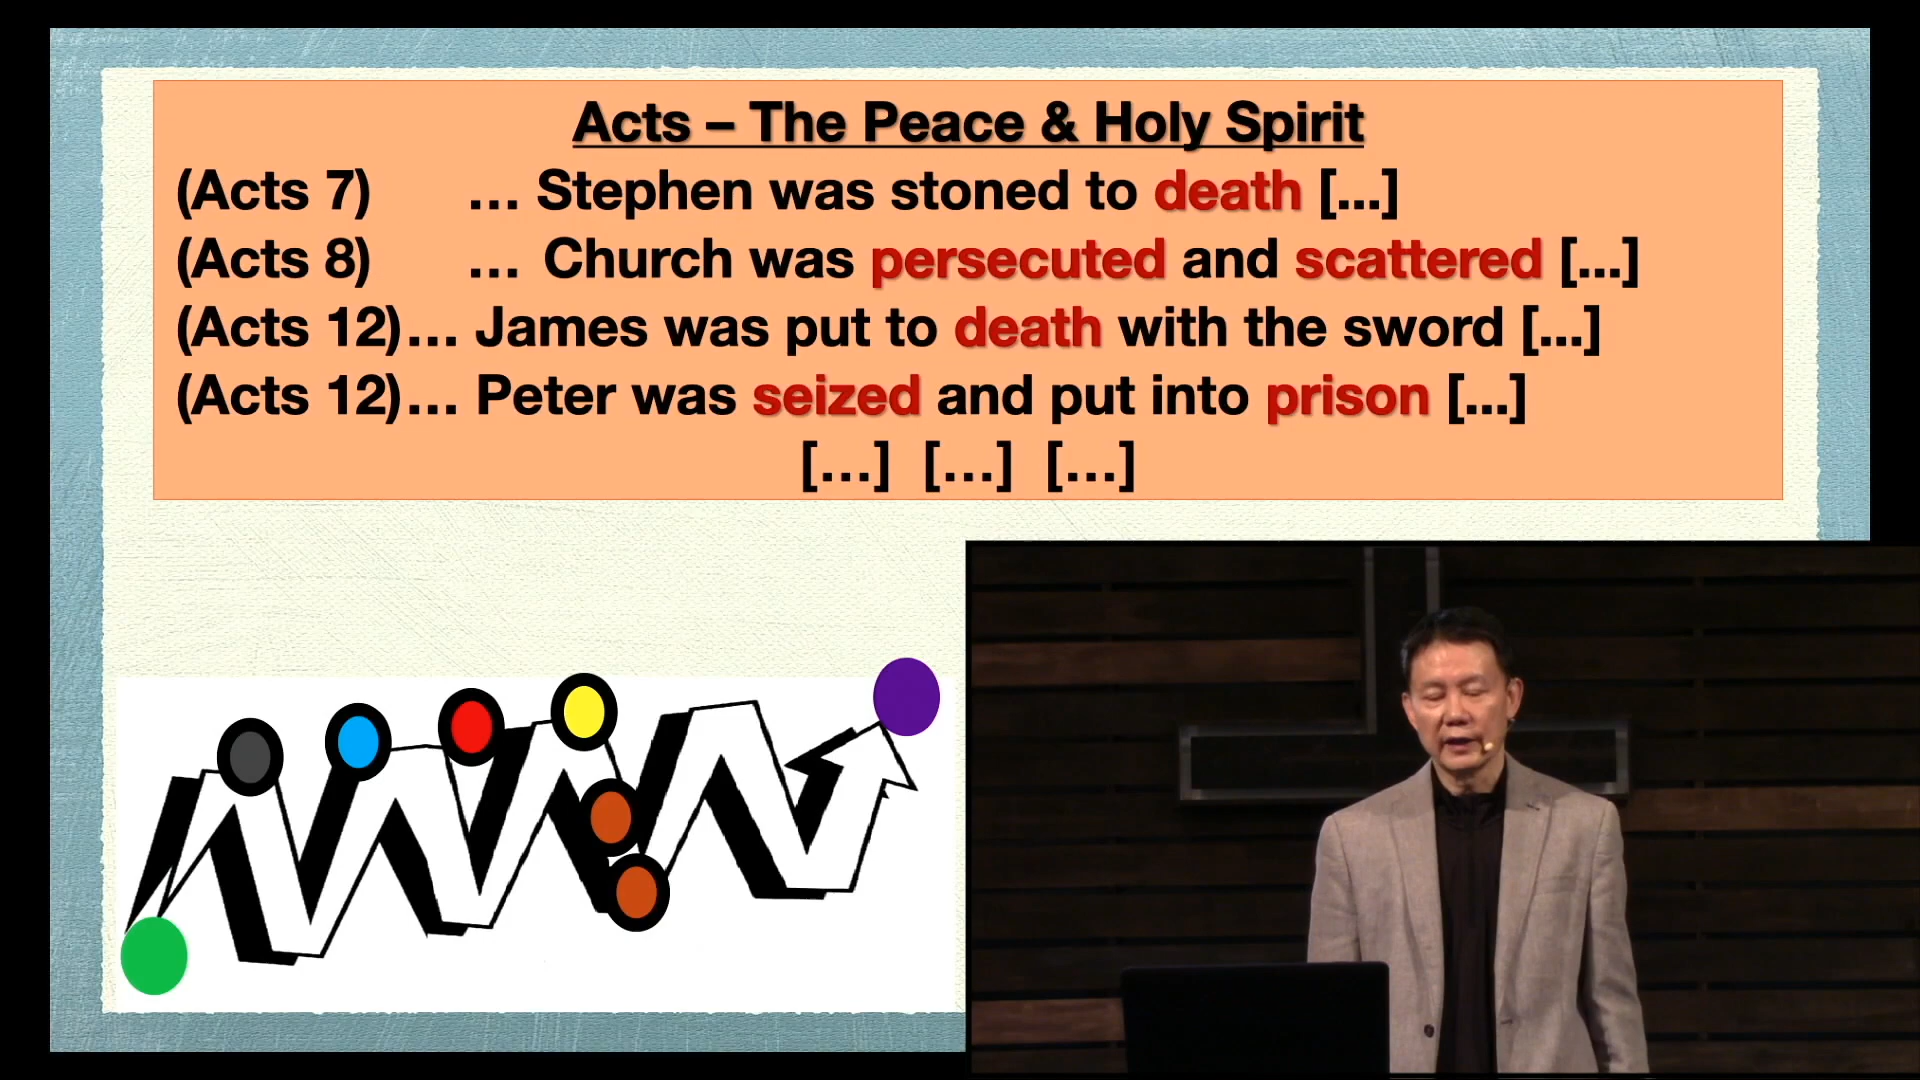 Acts – The Peace & Holy Spirit
(Acts 7) … Stephen was stoned to death [...]
(Acts 8) … Church was persecuted and scattered [...]
(Acts 12)… James was put to death with the sword [...]
(Acts 12)… Peter was seized and put into prison [...]
[…] […] […]